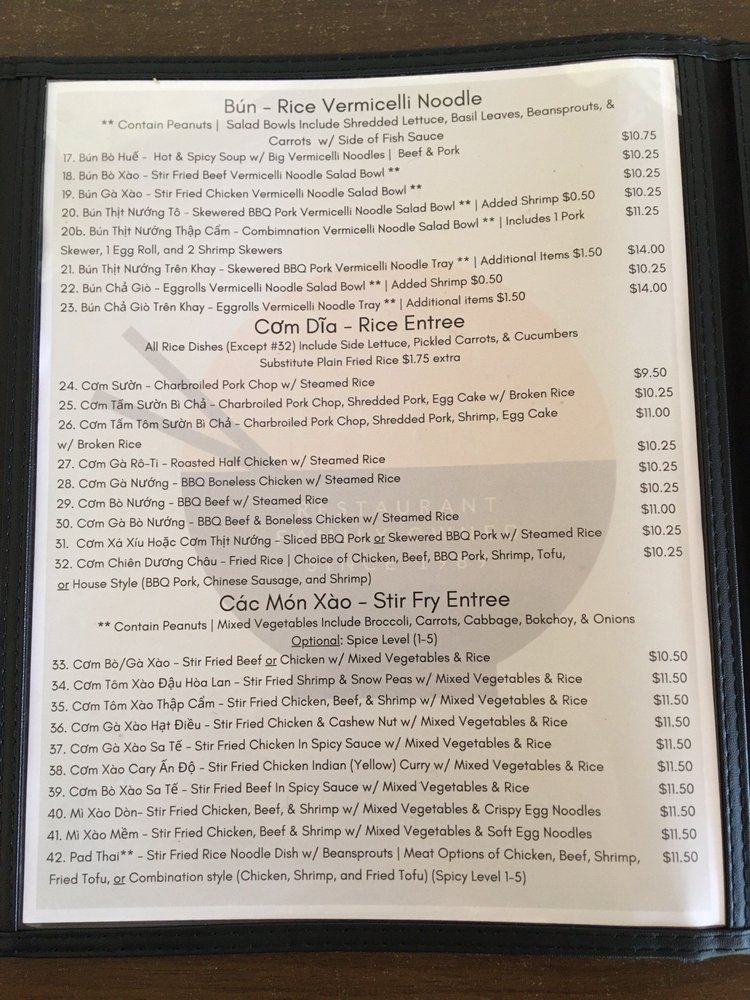 Bún - Rice Vermicelli Noodle
** Contain Peanuts | Salad Bowls Include Shredded Lettuce, Basil Leaves, Beansprouts, &
Carrots w/ Side of Fish Sauce
17. Bún Bò Huế - Hot & Spicy Soup w/ Big Vermicelli Noodles | Beef & Pork $10.75
18. Bún Bò Xào - Stir Fried Beef Vermicelli Noodle Salad Bowl ** $10.25
19. Bún Gà Xào - Stir Fried Chicken Vermicelli Noodle Salad Bowl ** $10.25
20. Bún Thịt Nướng Tô - Skewered BBQ Pork Vermicelli Noodle Salad Bowl ** | Added Shrimp $0.50 $10.25
20b. Bún Thịt Nướng Thập Cẩm - Combimnation Vermicelli Noodle Salad Bowl ** | Includes 1 Pork $11.25
Skewer, 1 Egg Roll, and 2 Shrimp Skewers
21. Bún Thịt Nướng Trên Khay - Skewered BBQ Pork Vermicelli Noodle Tray ** | Additional Items $1.50 $14.00
22. Bún Chả Giò - Eggrolls Vermicelli Noodle Salad Bowl ** | Added Shrimp $0.50 $10.25
23. Bún Chả Giò Trên Khay - Eggrolls Vermicelli Noodle Tray ** | Additional items $1.50 $14.00
Cơm Dĩa - Rice Entree
All Rice Dishes (Except #32) Include Side Lettuce, Pickled Carrots, & Cucumbers
Substitute Plain Fried Rice $1.75 extra
24. Cơm Sườn - Charbroiled Pork Chop w/ Steamed Rice $9.50
25. Cơm Tấm Sườn Bì Chả - Charbroiled Pork Chop, Shredded Pork, Egg Cake w/ Broken Rice $10.25
26. Cơm Tấm Tôm Sườn Bì Chả - Charbroiled Pork Chop, Shredded Pork, Shrimp, Egg Cake $11.00
w/ Broken Rice
27. Cơm Gà Rô-Ti - Roasted Half Chicken w/ Steamed Rice $10.25
28. Cơm Gà Nướng - BBQ Boneless Chicken w/ Steamed Rice $10.25
29. Cơm Bò Nướng - BBQ Beef w/ Steamed Rice $10.25
30. Cơm Gà Bò Nướng - BBQ Beef & Boneless Chicken w/ Steamed Rice $11.00
31. Cơm Xá Xíu Hoặc Cơm Thịt Nướng - Sliced BBQ Pork or Skewered BBQ Pork w/ Steamed Rice $10.25
32. Cơm Chiên Dương Châu - Fried Rice | Choice of Chicken, Beef, BBQ Pork, Shrimp, Tofu, $10.25
or House Style (BBQ Pork, Chinese Sausage, and Shrimp)
RESTAURANT
SINCE 1987
Các Món Xào - Stir Fry Entree
** Contain Peanuts | Mixed Vegetables Include Broccoli, Carrots, Cabbage, Bokchoy, & Onions
Optional: Spice Level (1-5)
33. Cơm Bò/Gà Xào - Stir Fried Beef or Chicken w/ Mixed Vegetables & Rice $10.50
34. Cơm Tôm Xào Đậu Hòa Lan - Stir Fried Shrimp & Snow Peas w/ Mixed Vegetables & Rice $11.50
35. Cơm Tôm Xào Thập Cẩm - Stir Fried Chicken, Beef, & Shrimp w/ Mixed Vegetables & Rice $11.50
36. Cơm Gà Xào Hạt Điều - Stir Fried Chicken & Cashew Nut w/ Mixed Vegetables & Rice $11.50
37. Cơm Gà Xào Sa Tế - Stir Fried Chicken In Spicy Sauce w/ Mixed Vegetables & Rice $11.50
38. Cơm Xào Cary Ấn Độ - Stir Fried Chicken Indian (Yellow) Curry w/ Mixed Vegetables & Rice $11.50
39. Cơm Bò Xào Sa Tế - Stir Fried Beef In Spicy Sauce w/ Mixed Vegetables & Rice $11.50
40. Mì Xào Dòn- Stir Fried Chicken, Beef, & Shrimp w/ Mixed Vegetables & Crispy Egg Noodles $11.50
41. Mì Xào Mềm - Stir Fried Chicken, Beef & Shrimp w/ Mixed Vegetables & Soft Egg Noodles $11.50
42. Pad Thai** - Stir Fried Rice Noodle Dish w/ Beansprouts | Meat Options of Chicken, Beef, Shrimp, $11.50
Fried Tofu, or Combination style (Chicken, Shrimp, and Fried Tofu) (Spicy Level 1-5)